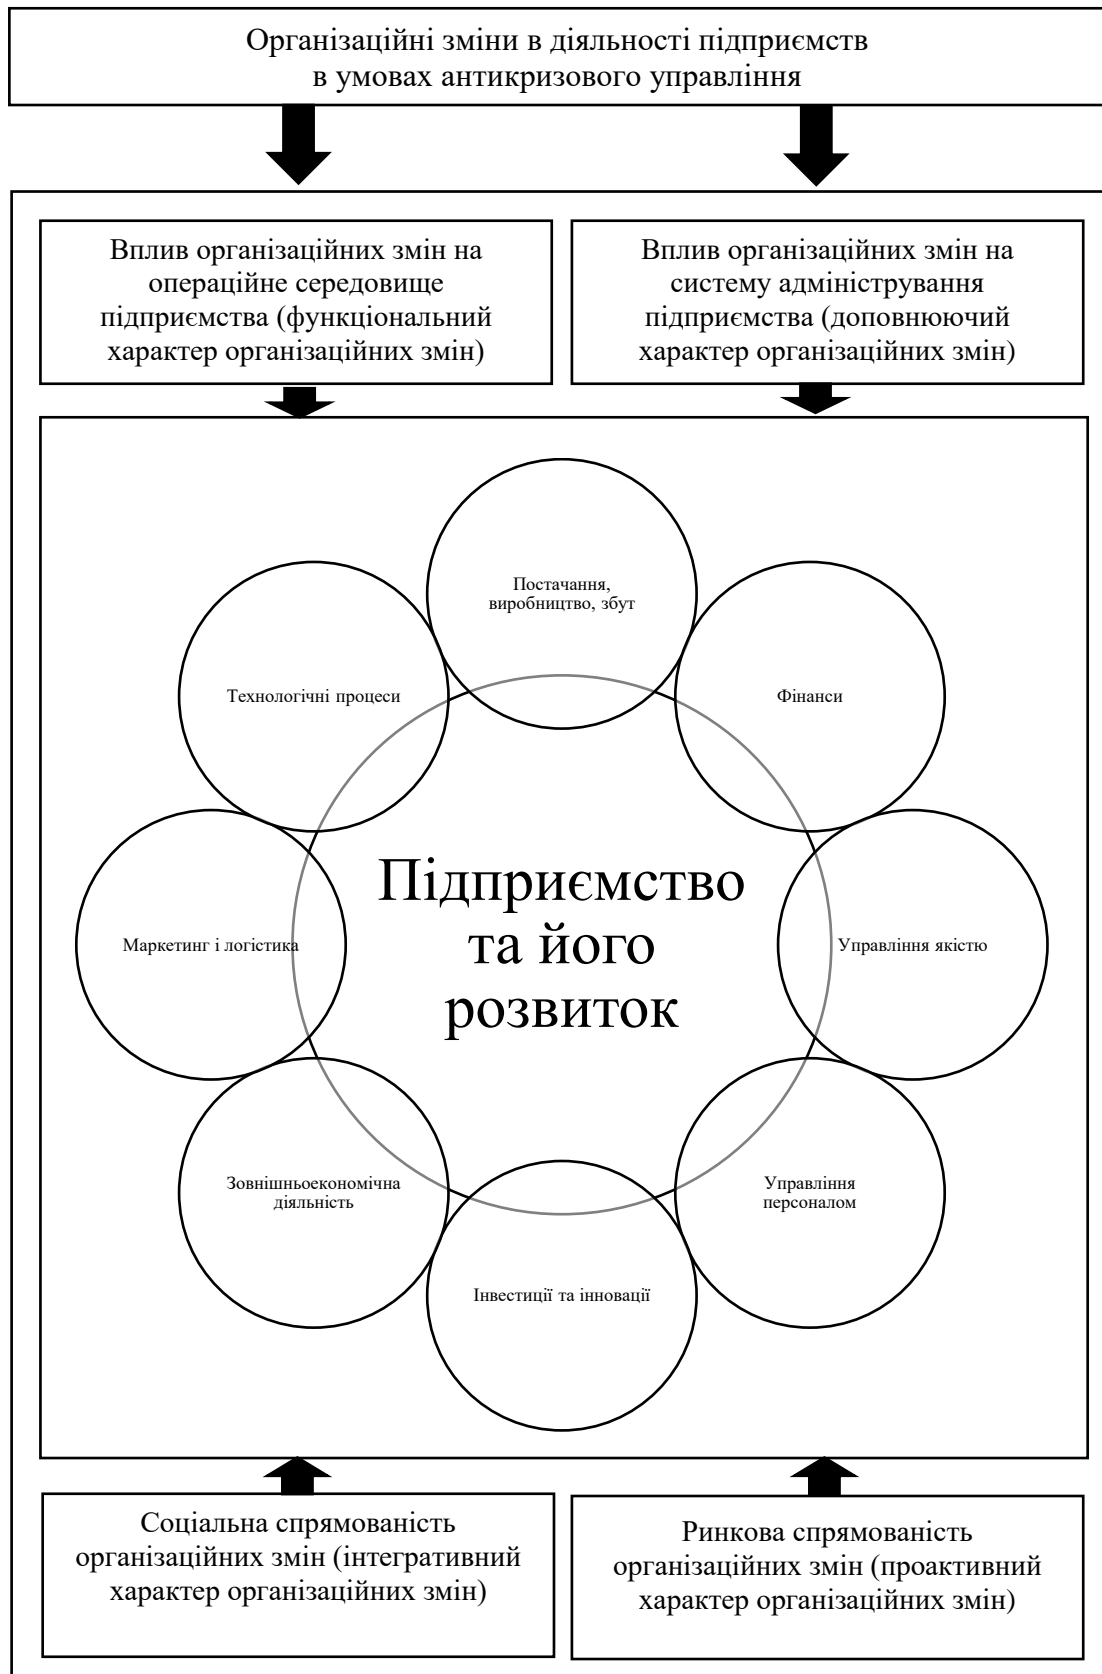 Організаційні зміни в діяльності підприємств
в умовах антикризового управління
Вплив організаційних змін на
операційне середовище
підприємства (функціональний
характер організаційних змін)
Вплив організаційних змін на
систему адміністрування
підприємства (доповнюючий
характер організаційних змін)
Постачання,
виробництво, збут
Технологічні процеси
Фінанси
Підприємство
та його
розвиток
Маркетинг і логістика
Управління якістю
Зовнішньоекономічна
діяльність
Управління
персоналом
Інвестиції та інновації
Соціальна спрямованість
організаційних змін (інтегративний
характер організаційних змін)
Ринкова спрямованість
організаційних змін (проактивний
характер організаційних змін)